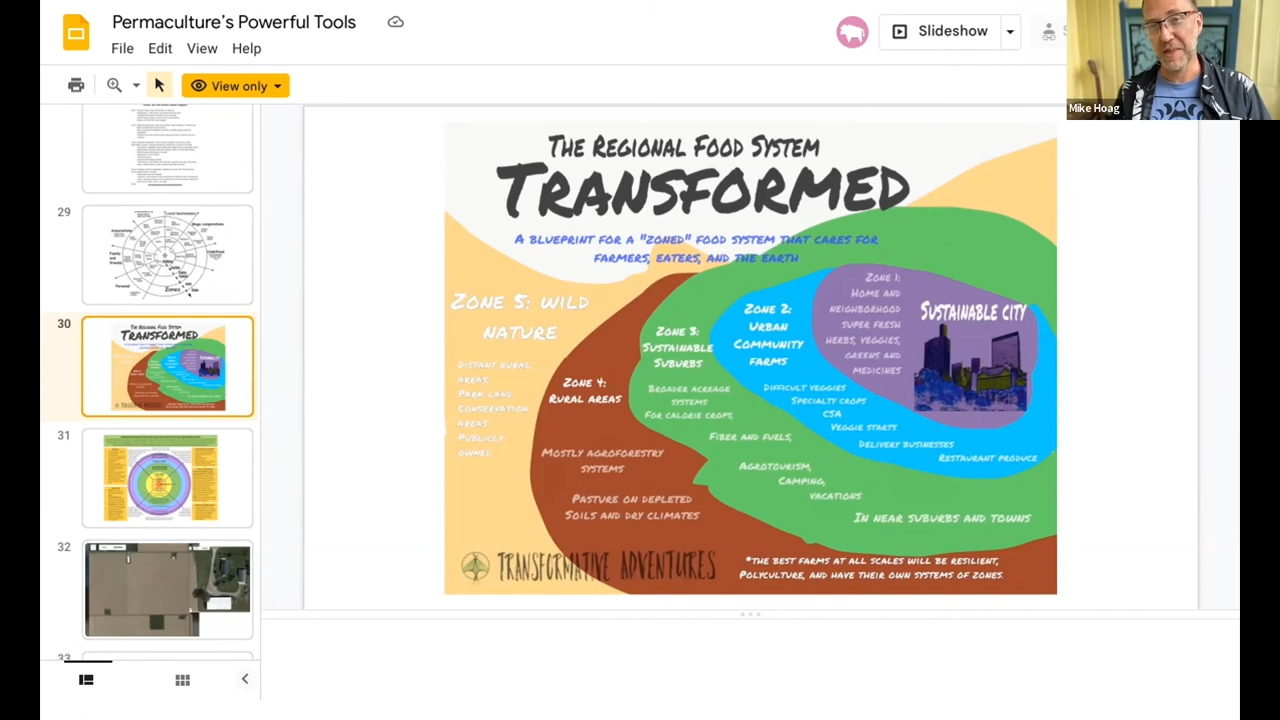 Permaculture's Powerful Tools
File Edit View Help
Slideshow
View only
Mike Hoag
29
30
31
32
33
The Regional Food System
Transformed
A blueprint for a "zoned" food system that cares for
farmers, eaters, and the earth
Zone 5: Wild
Nature
Distant rural
areas,
Park land
Conservation
areas
Publicly
owned
Zone 4:
Rural areas
Mostly agroforestry
systems
Pasture on depleted
soils and dry climates
Zone 3:
Sustainable
Suburbs
Broader acreage
systems
For calorie crops,
Fiber and fuels,
Agrotourism,
Camping,
vacations
In near suburbs and towns
Zone 2:
Urban
Community
Farms
Difficult veggies
Specialty crops
CSA
Veggie starts
Delivery businesses
Restaurant produce
Zone 1:
Home and
neighborhood
super fresh
herbs, veggies,
greens and
medicines
Sustainable City
Transformative Adventures
*The best farms at all scales will be resilient,
polyculture, and have their own systems of zones.